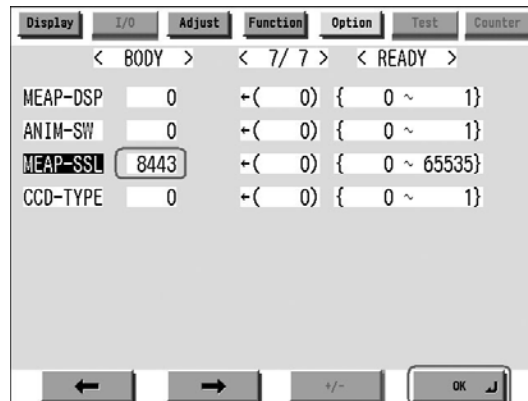 Display I/O Adjust Function Option Test Counter
< BODY > < 7/ 7 > < READY >
MEAP-DSP 0 ←( 0) { 0 ~ 1}
ANIM-SW 0 ←( 0) { 0 ~ 1}
MEAP-SSL 8443 ←( 0) { 0 ~ 65535}
CCD-TYPE 0 ←( 0) { 0 ~ 1}
← → +/- OK ↲